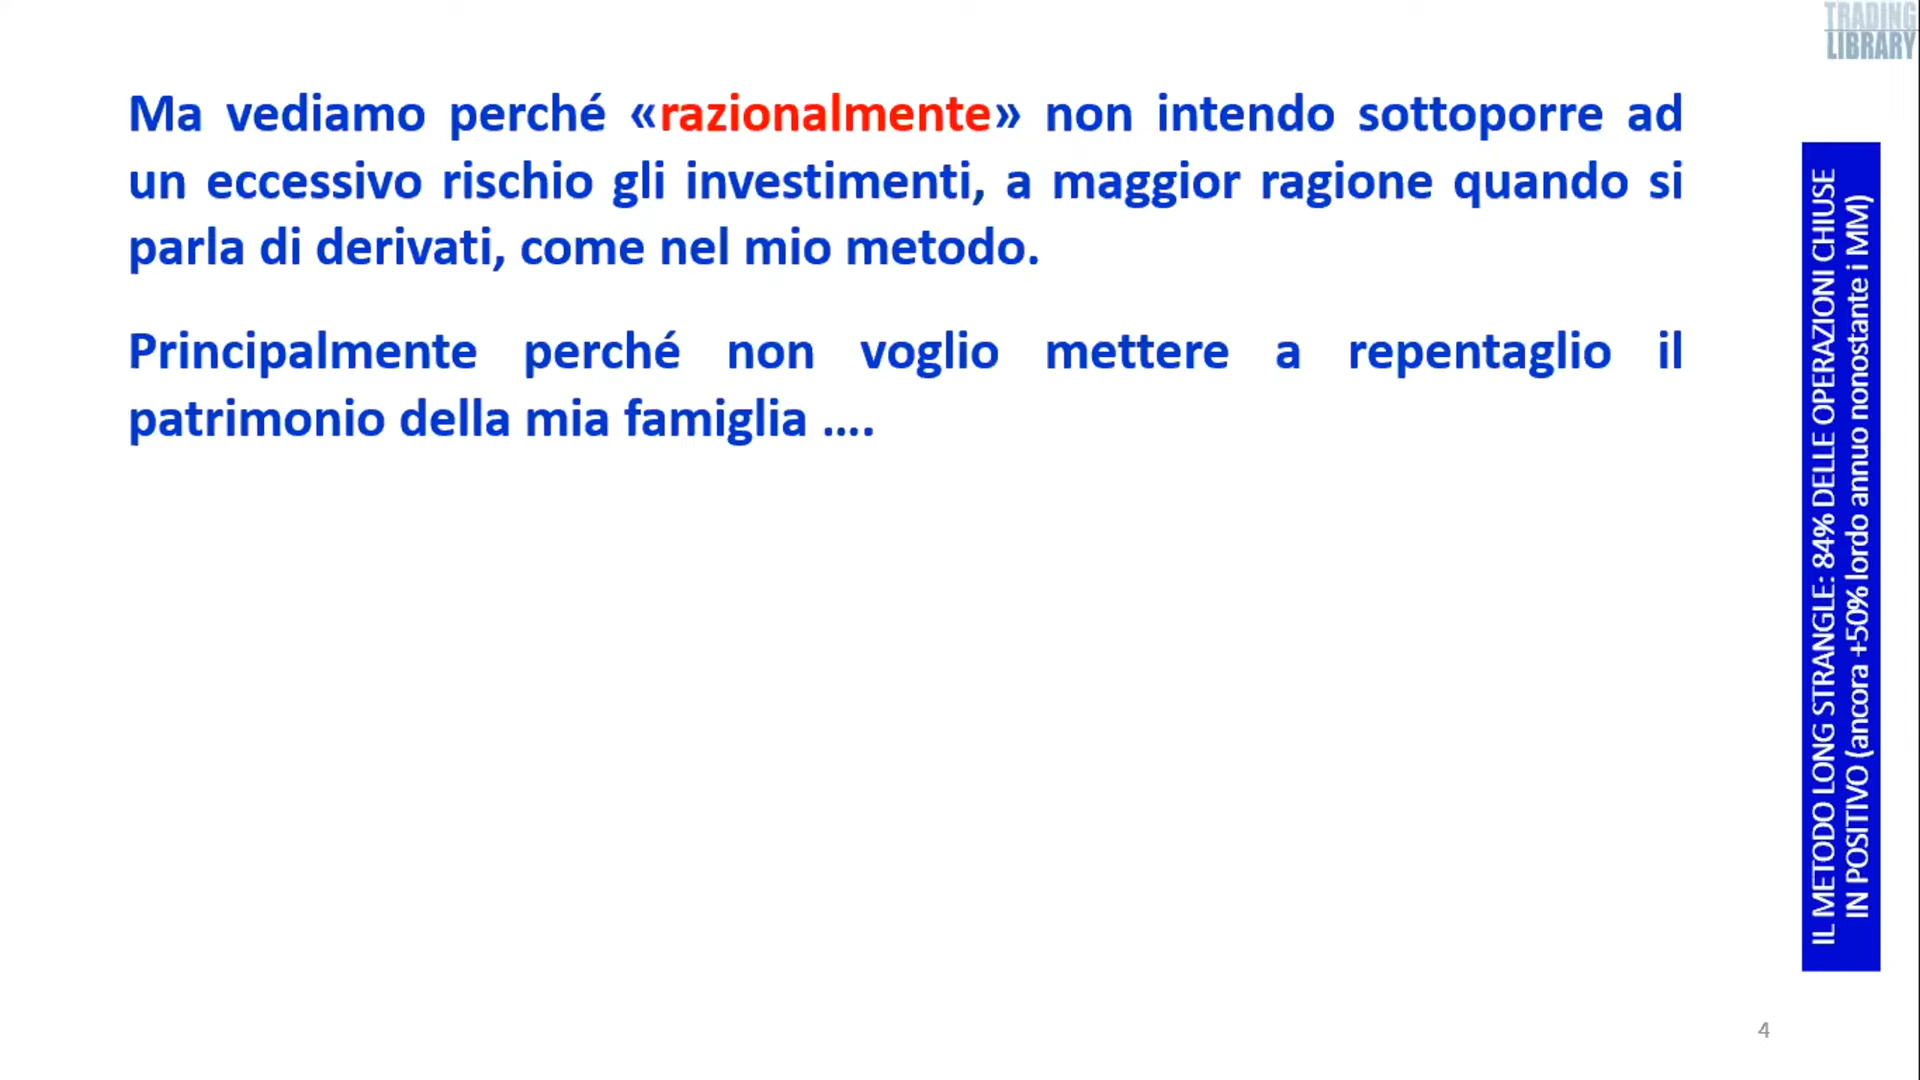 TRADING
LIBRARY
Ma vediamo perché «razionalmente» non intendo sottoporre ad
un eccessivo rischio gli investimenti, a maggior ragione quando si
parla di derivati, come nel mio metodo.
Principalmente perché non voglio mettere a repentaglio il
patrimonio della mia famiglia ....
IL METODO LONG STRANGLE: 84% DELLE OPERAZIONI CHIUSE
IN POSITIVO (ancora +50% lordo annuo nonostante i MM)
4